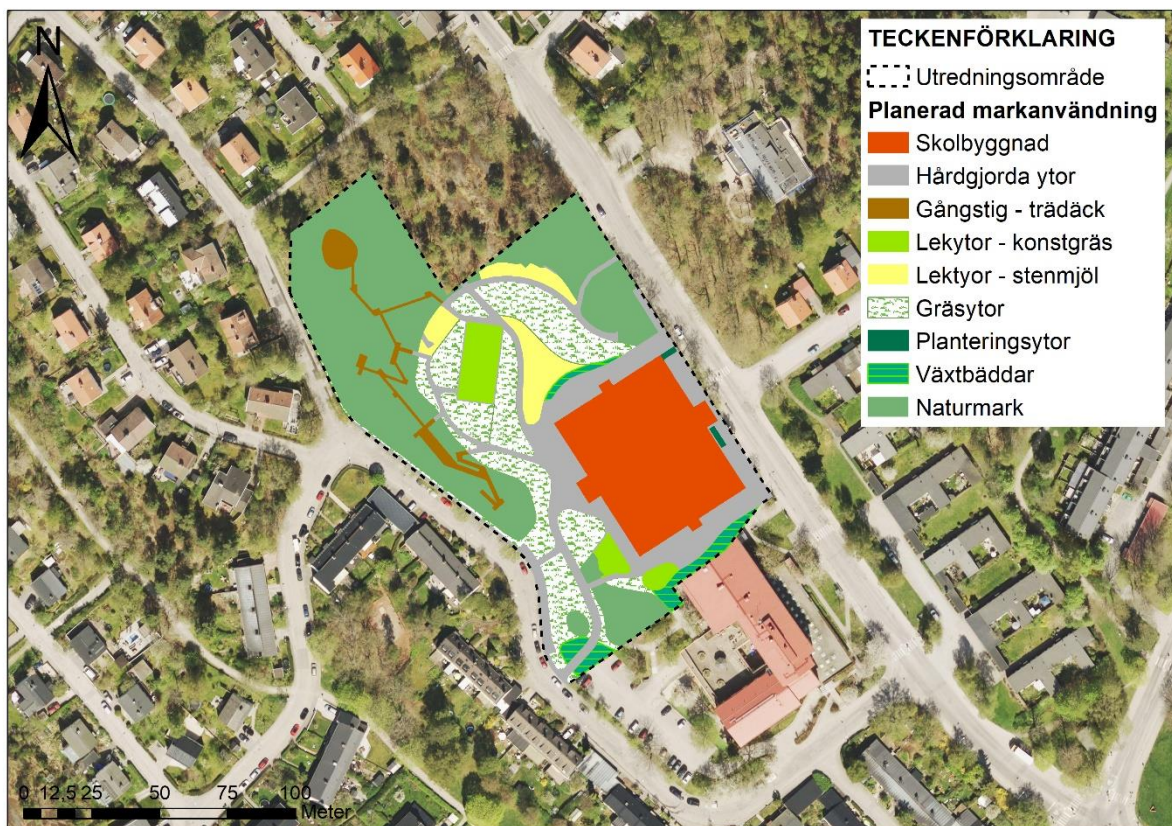 N
TECKENFÖRKLARING
Utredningsområde
Planerad markanvändning
Skolbyggnad
Hårdgjorda ytor
Gångstig - trädäck
Lekytor - konstgräs
Lektyor - stenmjöl
Gräsytor
Planteringsytor
Växtbäddar
Naturmark
0 12,5 25 50 75 100
Meter